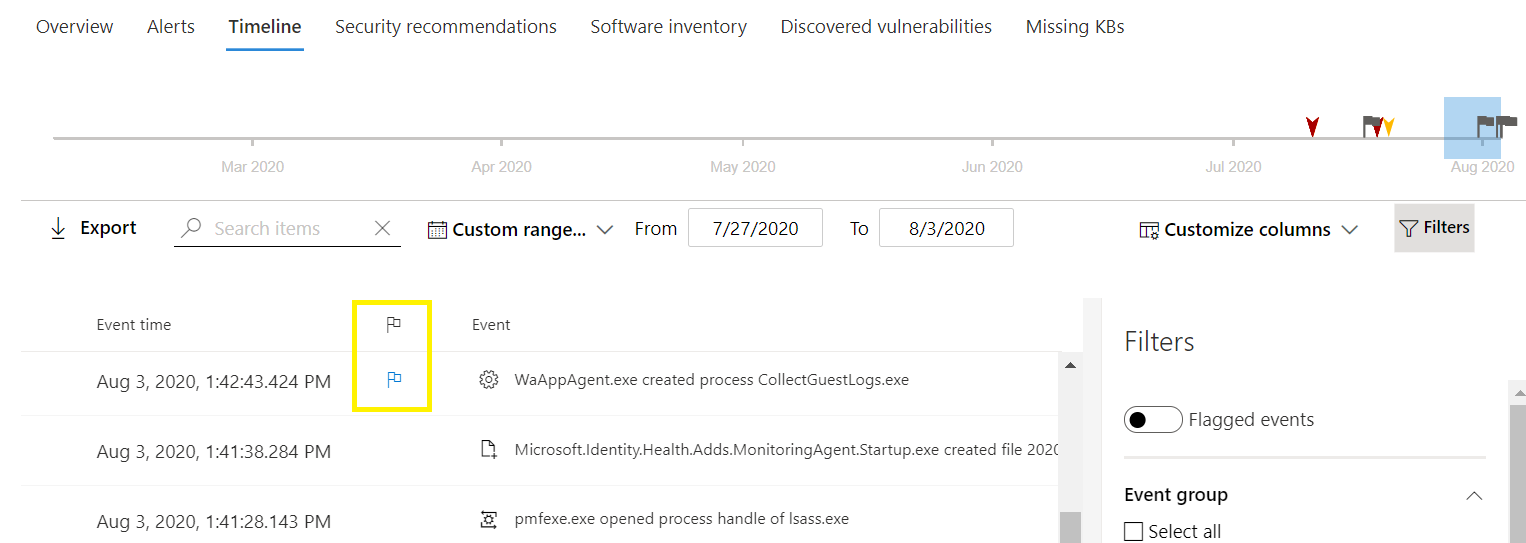 Overview Alerts Timeline Security recommendations Software inventory Discovered vulnerabilities Missing KBs
Mar 2020 Apr 2020 May 2020 Jun 2020 Jul 2020 Aug 2020
Export Search items Custom range... From 7/27/2020 To 8/3/2020 Customize columns Filters
Event time Event
Filters
Aug 3, 2020, 1:42:43.424 PM WaAppAgent.exe created process CollectGuestLogs.exe
Flagged events
Aug 3, 2020, 1:41:38.284 PM Microsoft.Identity.Health.Adds.MonitoringAgent.Startup.exe created file 2020
Event group
Aug 3, 2020, 1:41:28.143 PM pmfexe.exe opened process handle of lsass.exe
Select all